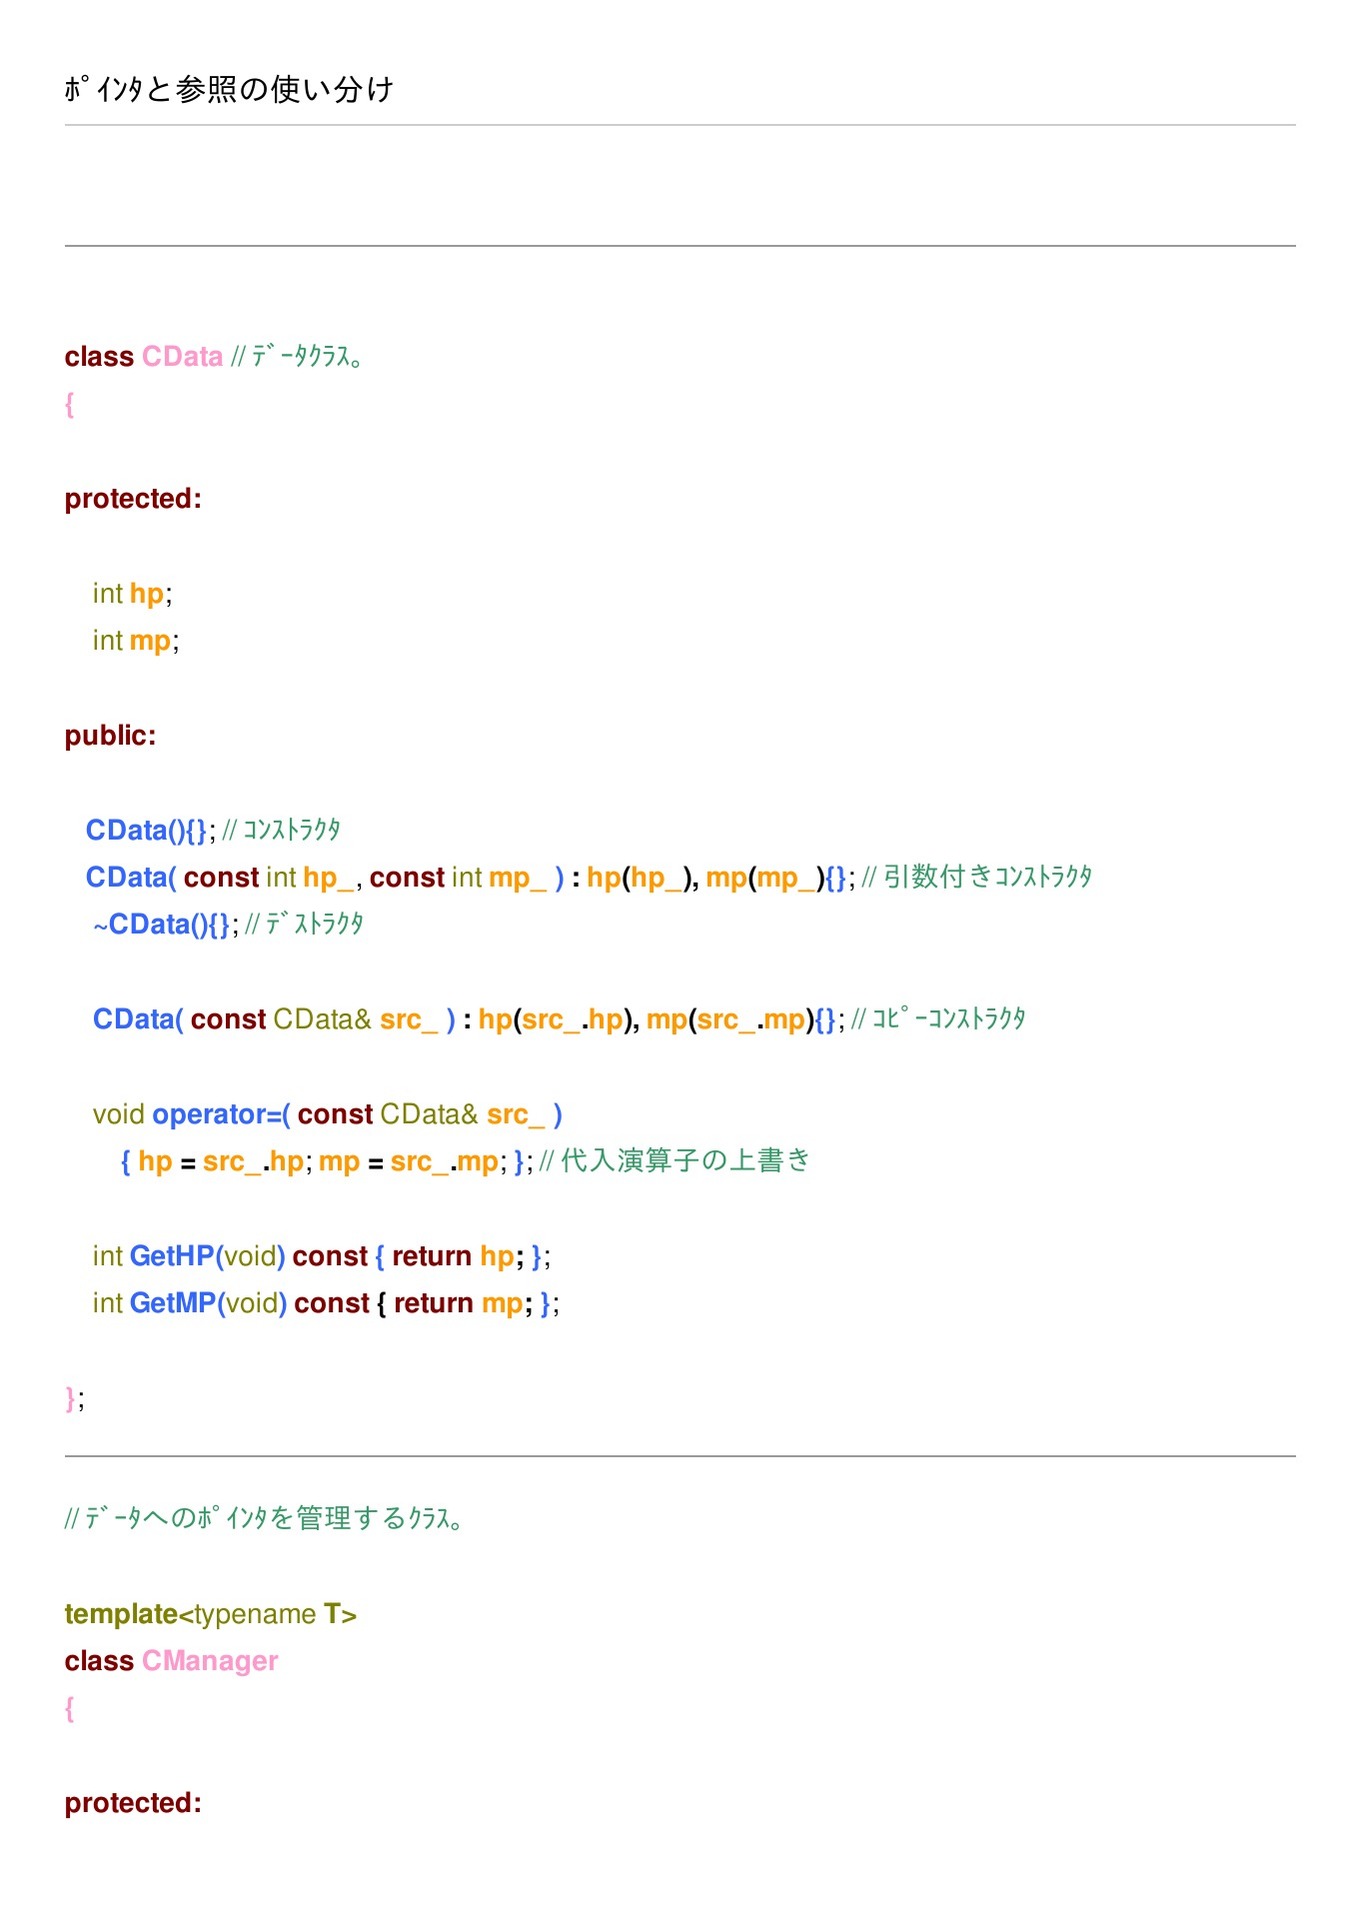 ﾎﾟｲﾝﾀと参照の使い分け
class CData // ﾃﾞｰﾀｸﾗｽ。
{
protected:
int hp;
int mp;
public:
CData(){}; // ｺﾝｽﾄﾗｸﾀ
CData( const int hp_, const int mp_ ) : hp(hp_), mp(mp_){}; // 引数付きｺﾝｽﾄﾗｸﾀ
~CData(){}; // ﾃﾞｽﾄﾗｸﾀ
CData( const CData& src_ ) : hp(src_.hp), mp(src_.mp){}; // ｺﾋﾟｰｺﾝｽﾄﾗｸﾀ
void operator=( const CData& src_ )
{ hp = src_.hp; mp = src_.mp; }; // 代入演算子の上書き
int GetHP(void) const { return hp; };
int GetMP(void) const { return mp; };
};
// ﾃﾞｰﾀへのﾎﾟｲﾝﾀを管理するｸﾗｽ。
template<typename T>
class CManager
{
protected: